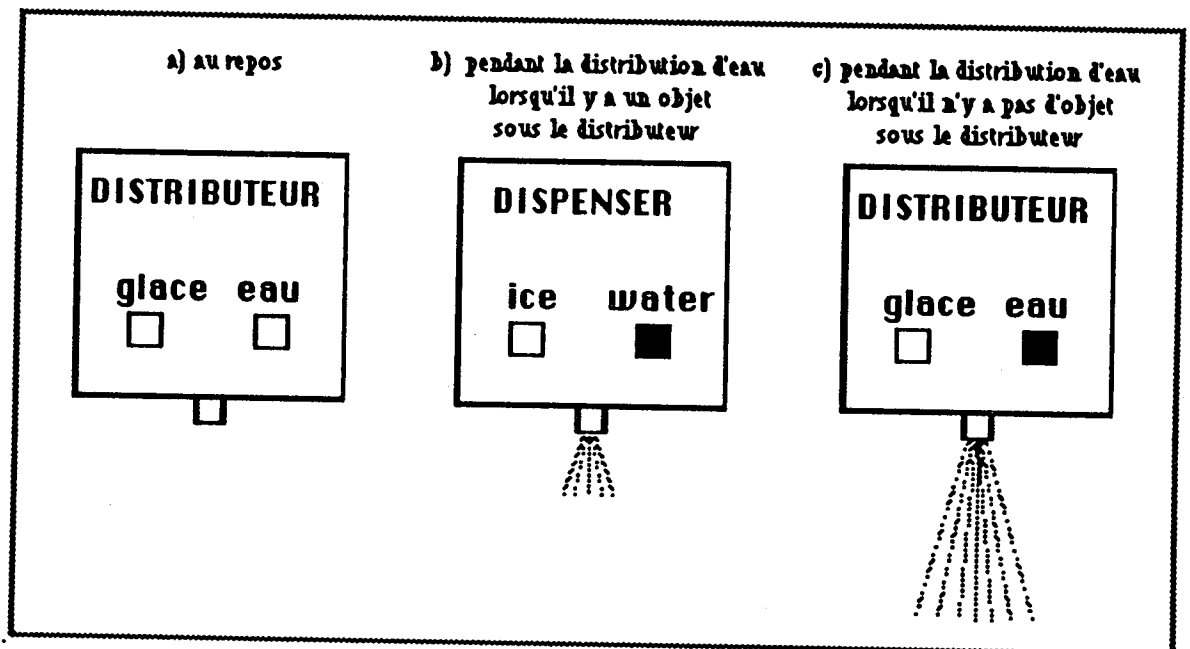 a) au repos
b) pendant la distribution d'eau
lorsqu'il y a un objet
sous le distributeur
c) pendant la distribution d'eau
lorsqu'il n'y a pas d'objet
sous le distributeur
DISTRIBUTEUR
glace eau
DISPENSER
ice water
DISTRIBUTEUR
glace eau